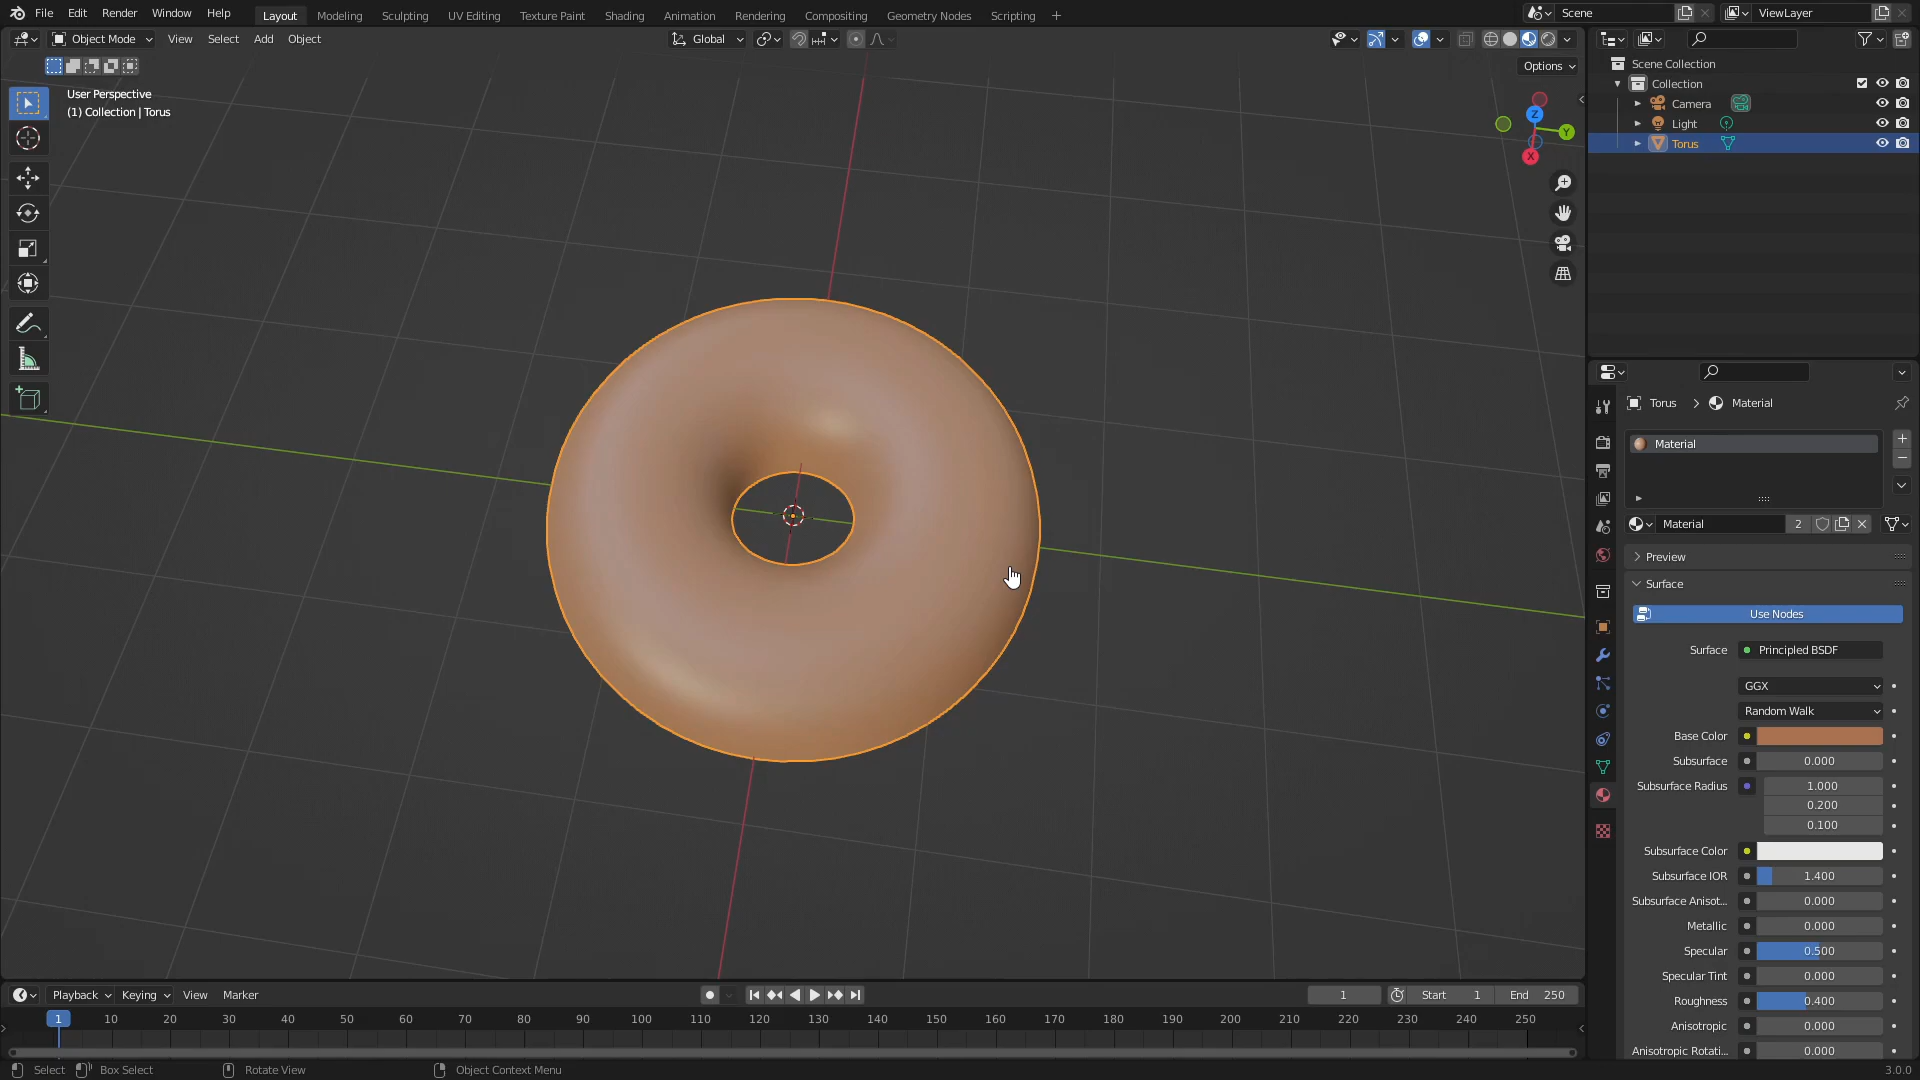 File Edit Render Window Help Layout Modeling Sculpting UV Editing Texture Paint Shading Animation Rendering Compositing Geometry Nodes Scripting + Scene ViewLayer
Object Mode View Select Add Object Global
Options
User Perspective
(1) Collection | Torus
Z
Y
X
Scene Collection
Collection
Camera
Light
Torus
Torus > Material
Material
Material 2
Preview
Surface
Use Nodes
Surface Principled BSDF
GGX
Random Walk
Base Color
Subsurface 0.000
Subsurface Radius 1.000
0.200
0.100
Subsurface Color
Subsurface IOR 1.400
Subsurface Anisot... 0.000
Metallic 0.000
Specular 0.500
Specular Tint 0.000
Roughness 0.400
Anisotropic 0.000
Anisotropic Rotati... 0.000
Playback Keying View Marker 1 Start 1 End 250
1 10 20 30 40 50 60 70 80 90 100 110 120 130 140 150 160 170 180 190 200 210 220 230 240 250
Select Box Select Rotate View Object Context Menu 3.0.0